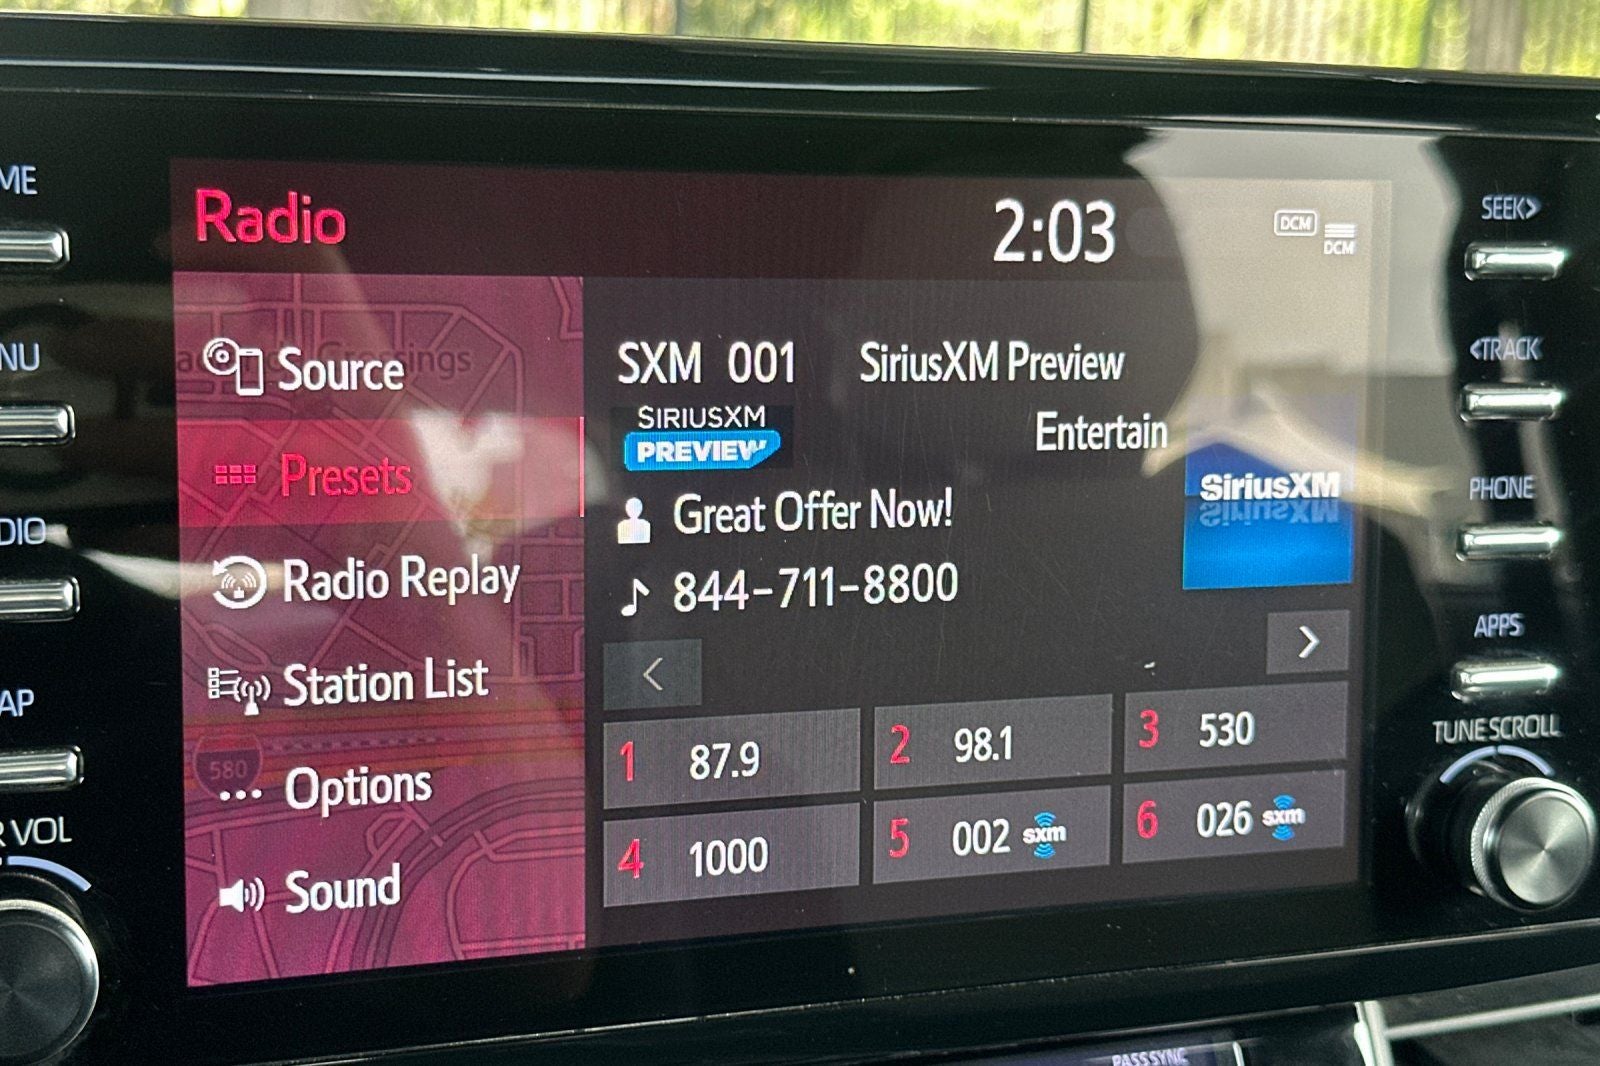 Radio
2:03
DCM
DCM
Source
Presets
Radio Replay
Station List
580
Options
Sound
SXM 001 SiriusXM Preview
SIRIUSXM
PREVIEW
Entertain
SiriusXM
Great Offer Now!
844-711-8800
<
>
1 87.9
2 98.1
3 530
4 1000
5 002 sxm
6 026 sxm
ME
NU
DIO
AP
R VOL
SEEK>
<TRACK
PHONE
APPS
TUNE SCROLL
PASS SYNC